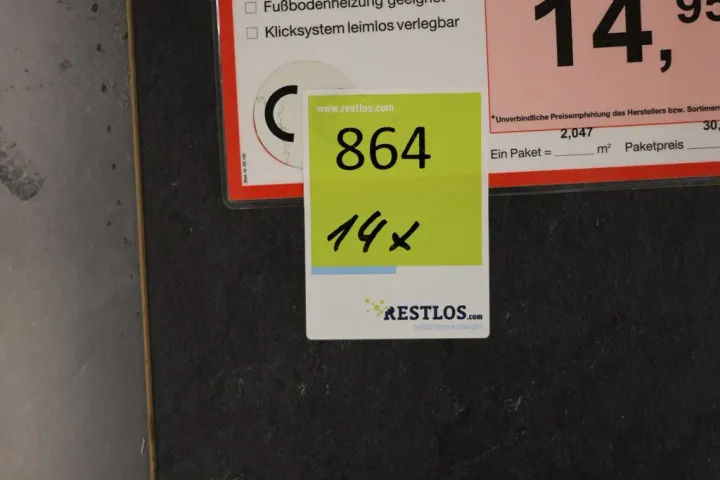 Fußbodenheizung geeignet
Klicksystem leimlos verlegbar
14,95
*Unverbindliche Preisempfehlung des Herstellers bzw. Sortimen
2,047
30,
Ein Paket = ______ m² Paketpreis
www.restlos.com
864
14x
RESTLOS.com